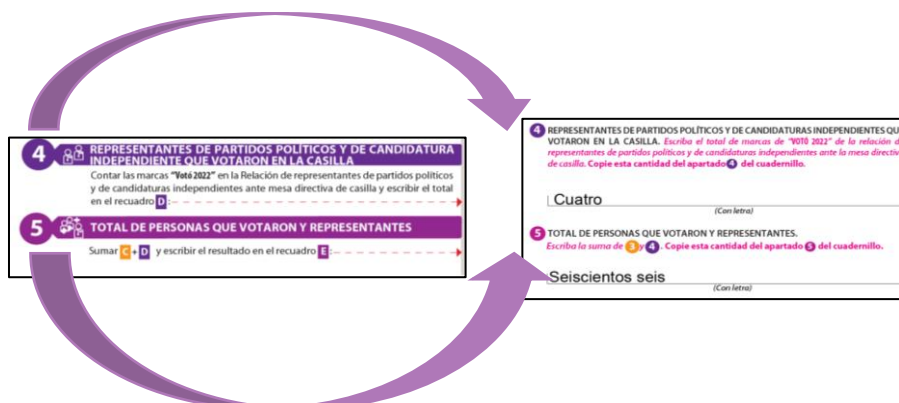 4 REPRESENTANTES DE PARTIDOS POLÍTICOS Y DE CANDIDATURA
INDEPENDIENTE QUE VOTARON EN LA CASILLA
Contar las marcas "Votó 2022" en la Relación de representantes de partidos políticos
y de candidaturas independientes ante mesa directiva de casilla y escribir el total
en el recuadro D :
5 TOTAL DE PERSONAS QUE VOTARON Y REPRESENTANTES
Sumar C + D y escribir el resultado en el recuadro E :
4 REPRESENTANTES DE PARTIDOS POLÍTICOS Y DE CANDIDATURAS INDEPENDIENTES QU
VOTARON EN LA CASILLA. Escriba el total de marcas de "VOTÓ 2022" de la relación d
representantes de partidos políticos y de candidaturas independientes ante la mesa directiv
de casilla. Copie esta cantidad del apartado 4 del cuadernillo.
Cuatro
(Con letra)
5 TOTAL DE PERSONAS QUE VOTARON Y REPRESENTANTES.
Escriba la suma de 3 y 4 . Copie esta cantidad del apartado 5 del cuadernillo.
Seiscientos seis
(Con letra)